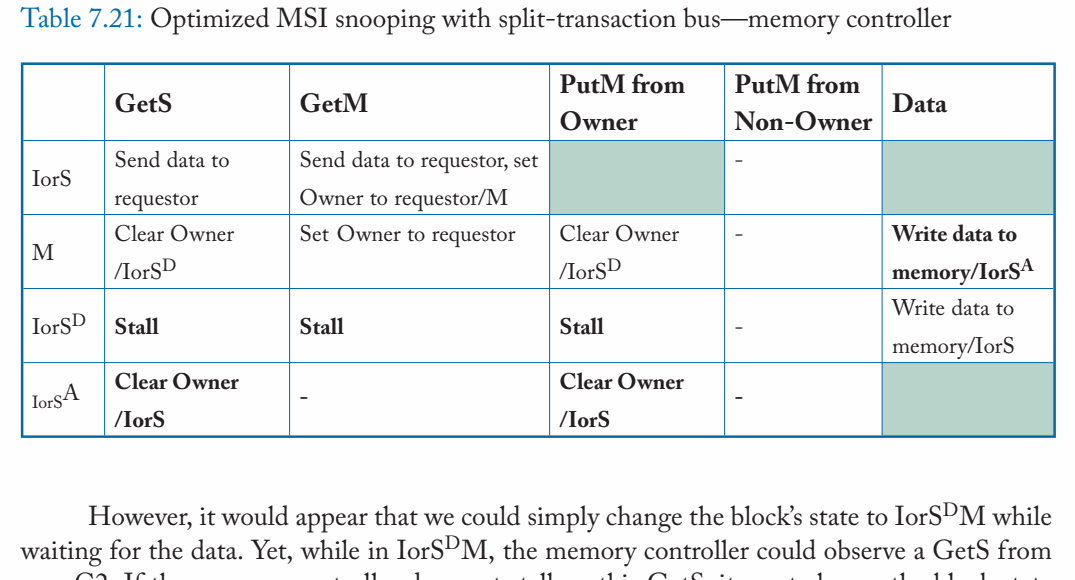 Table 7.21: Optimized MSI snooping with split-transaction bus—memory controller
GetS GetM PutM from Owner PutM from Non-Owner Data
IorS Send data to requestor Send data to requestor, set Owner to requestor/M -
M Clear Owner /IorSD Set Owner to requestor Clear Owner /IorSD - Write data to memory/IorSA
IorSD Stall Stall Stall - Write data to memory/IorS
IorSA Clear Owner /IorS - Clear Owner /IorS -
However, it would appear that we could simply change the block's state to IorSDM while
waiting for the data. Yet, while in IorSDM, the memory controller could observe a GetS from